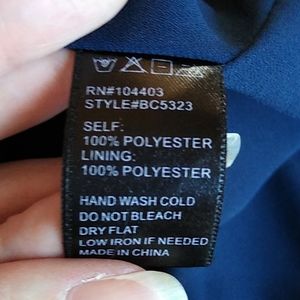 RN#104403
STYLE#BC5323
SELF:
100% POLYESTER
LINING:
100% POLYESTER
HAND WASH COLD
DO NOT BLEACH
DRY FLAT
LOW IRON IF NEEDED
MADE IN CHINA